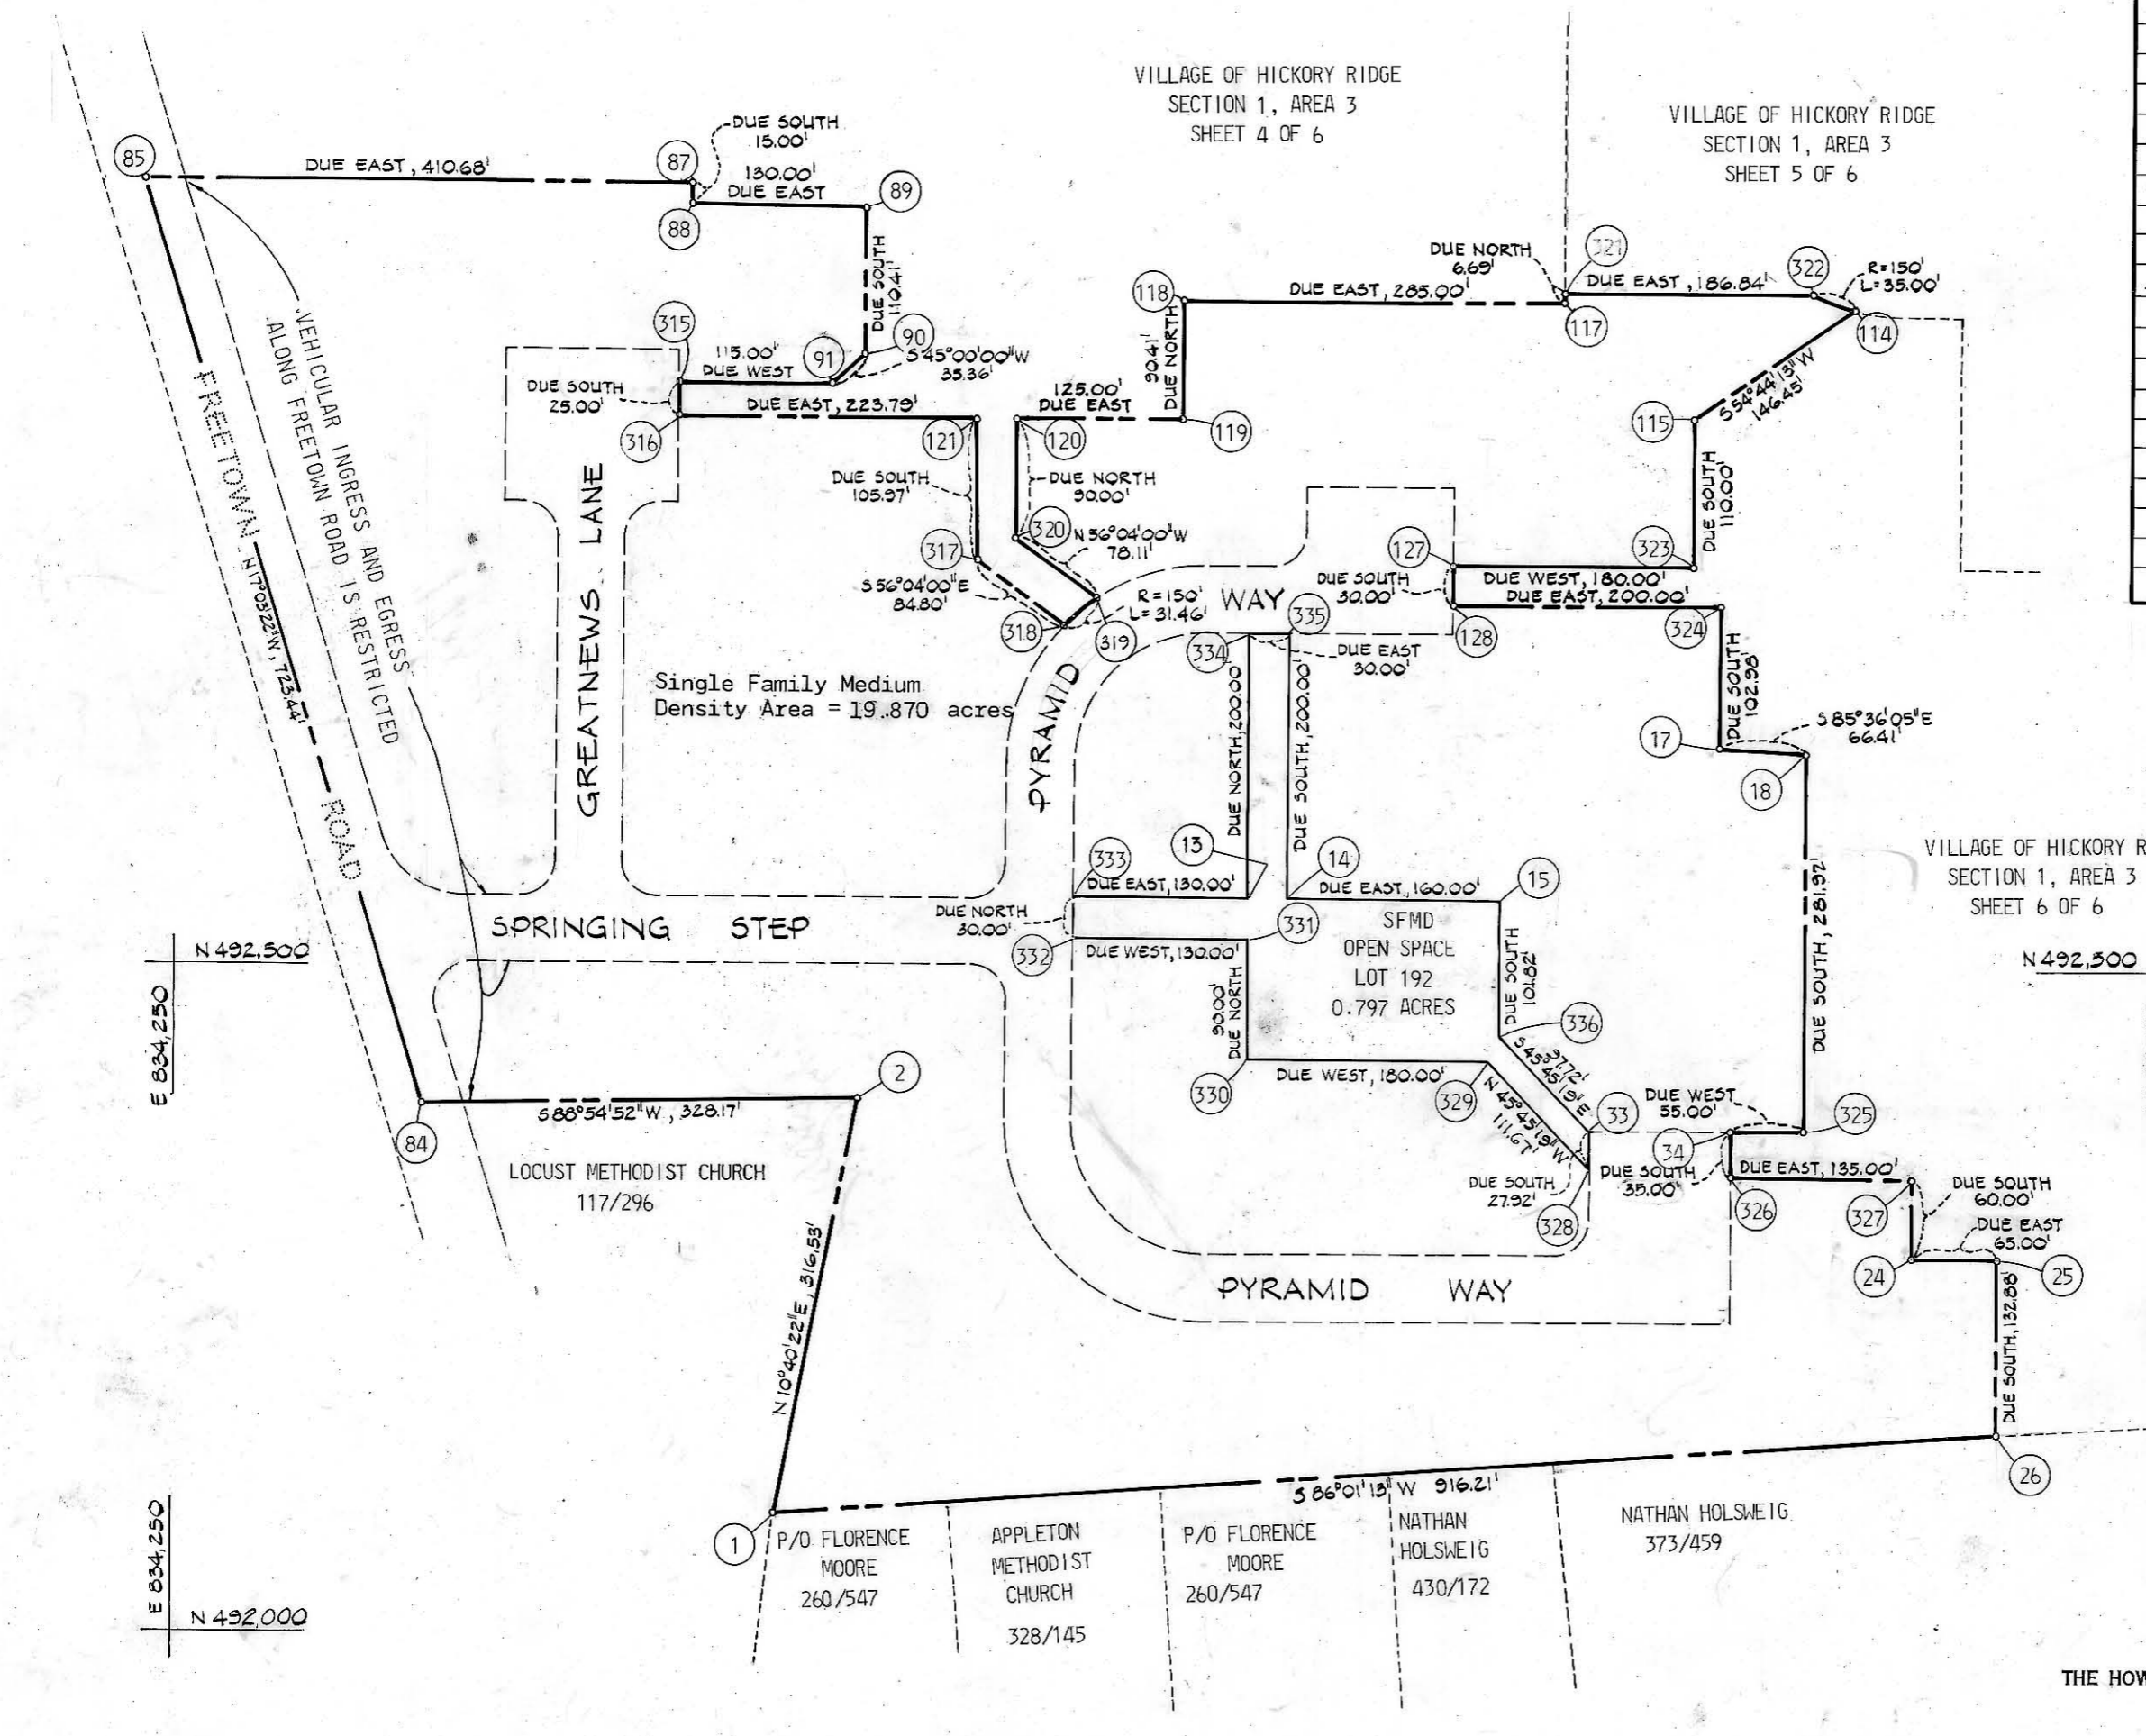 VILLAGE OF HICKORY RIDGE
SECTION 1, AREA 3
SHEET 4 OF 6
VILLAGE OF HICKORY RIDGE
SECTION 1, AREA 3
SHEET 5 OF 6
85
DUE EAST, 410.68'
87
DUE SOUTH
15.00'
130.00'
DUE EAST
88
89
DUE SOUTH
110.41'
90
S45°00'00"W
35.36'
91
315
115.00'
DUE WEST
DUE SOUTH
25.00'
DUE EAST, 223.79'
316
121
120
125.00'
DUE EAST
119
90.41'
DUE NORTH
118
DUE EAST, 285.00'
DUE NORTH
6.69'
321
117
DUE EAST, 186.84'
322
R=150'
L=35.00'
114
S54°44'13"W
146.45'
115
DUE SOUTH
110.00'
323
127
DUE WEST, 180.00'
DUE EAST, 200.00'
DUE SOUTH
30.00'
128
324
DUE SOUTH
102.98'
17
S85°36'05"E
66.41'
18
DUE SOUTH
105.97'
DUE NORTH
90.00'
320
N56°04'00"W
78.11'
317
S56°04'00"E
84.80'
318
319
R=150'
L=31.46'
PYRAMID
WAY
334
335
DUE EAST
30.00'
DUE NORTH, 200.00
DUE SOUTH, 200.00'
VEHICULAR INGRESS AND EGRESS
ALONG FREETOWN ROAD IS RESTRICTED
FREETOWN
ROAD
N17°03'22"W, 723.44'
GREATNEWS LANE
Single Family Medium
Density Area = 19.870 acres
SPRINGING STEP
333
DUE EAST, 130.00'
13
14
DUE EAST, 160.00'
15
DUE NORTH
30.00'
332
DUE WEST, 130.00'
331
SFMD
OPEN SPACE
LOT 192
0.797 ACRES
DUE SOUTH
101.82'
336
90.00'
DUE NORTH
330
DUE WEST, 180.00'
329
97.72'
S45°45'19"E
N45°45'19"W
111.67'
33
DUE WEST
55.00'
325
34
DUE SOUTH
27.92'
328
DUE SOUTH
35.00'
DUE EAST, 135.00'
326
327
DUE SOUTH
60.00'
DUE EAST
65.00'
24
25
DUE SOUTH, 281.92'
DUE SOUTH, 132.88'
26
VILLAGE OF HICKORY R
SECTION 1, AREA 3
SHEET 6 OF 6
N 492,500
N 492,500
E 834,250
84
S88°54'52"W, 328.17'
2
LOCUST METHODIST CHURCH
117/296
N 10°40'22"E, 316.53'
PYRAMID WAY
S 86°01'13" W 916.21'
1
P/O FLORENCE
MOORE
260/547
APPLETON
METHODIST
CHURCH
328/145
P/O FLORENCE
MOORE
260/547
NATHAN
HOLSWEIG
430/172
NATHAN HOLSWEIG
373/459
E 834,250
N 492,000
THE HOW